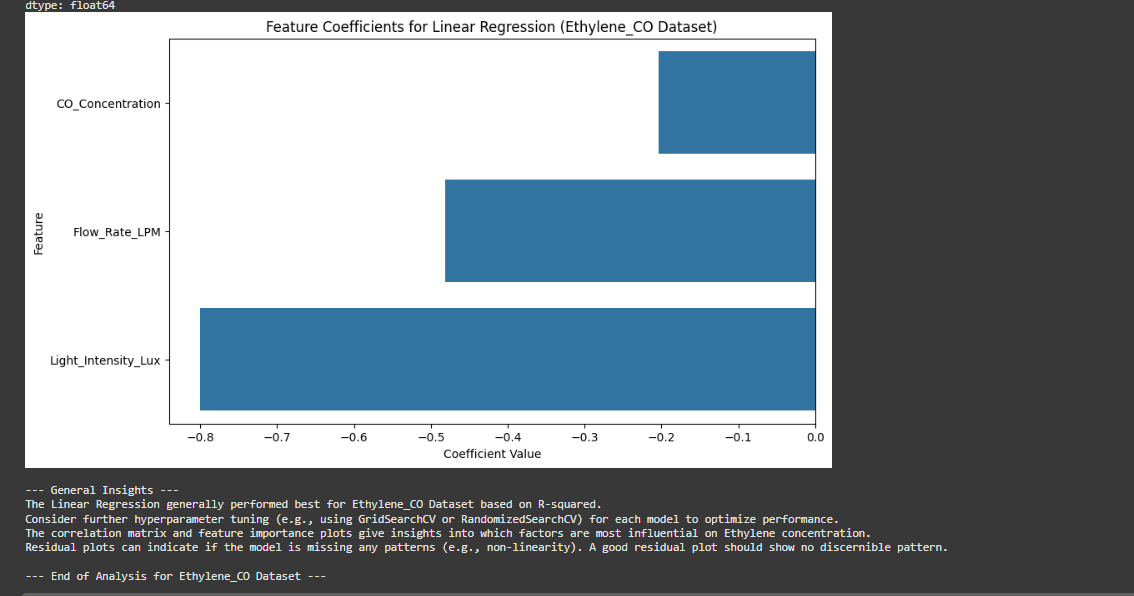 dtype: float64
Feature Coefficients for Linear Regression (Ethylene_CO Dataset)
CO_Concentration
Flow_Rate_LPM
Light_Intensity_Lux
Feature
−0.8 −0.7 −0.6 −0.5 −0.4 −0.3 −0.2 −0.1 0.0
Coefficient Value
--- General Insights ---
The Linear Regression generally performed best for Ethylene_CO Dataset based on R-squared.
Consider further hyperparameter tuning (e.g., using GridSearchCV or RandomizedSearchCV) for each model to optimize performance.
The correlation matrix and feature importance plots give insights into which factors are most influential on Ethylene concentration.
Residual plots can indicate if the model is missing any patterns (e.g., non-linearity). A good residual plot should show no discernible pattern.
--- End of Analysis for Ethylene_CO Dataset ---